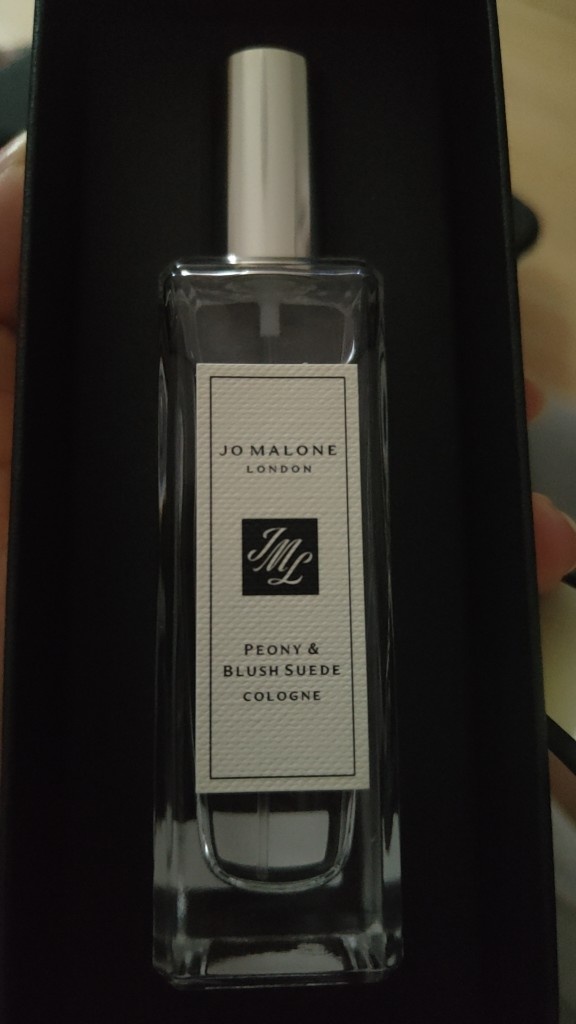 JO MALONE
LONDON
JML
PEONY &
BLUSH SUEDE
COLOGNE